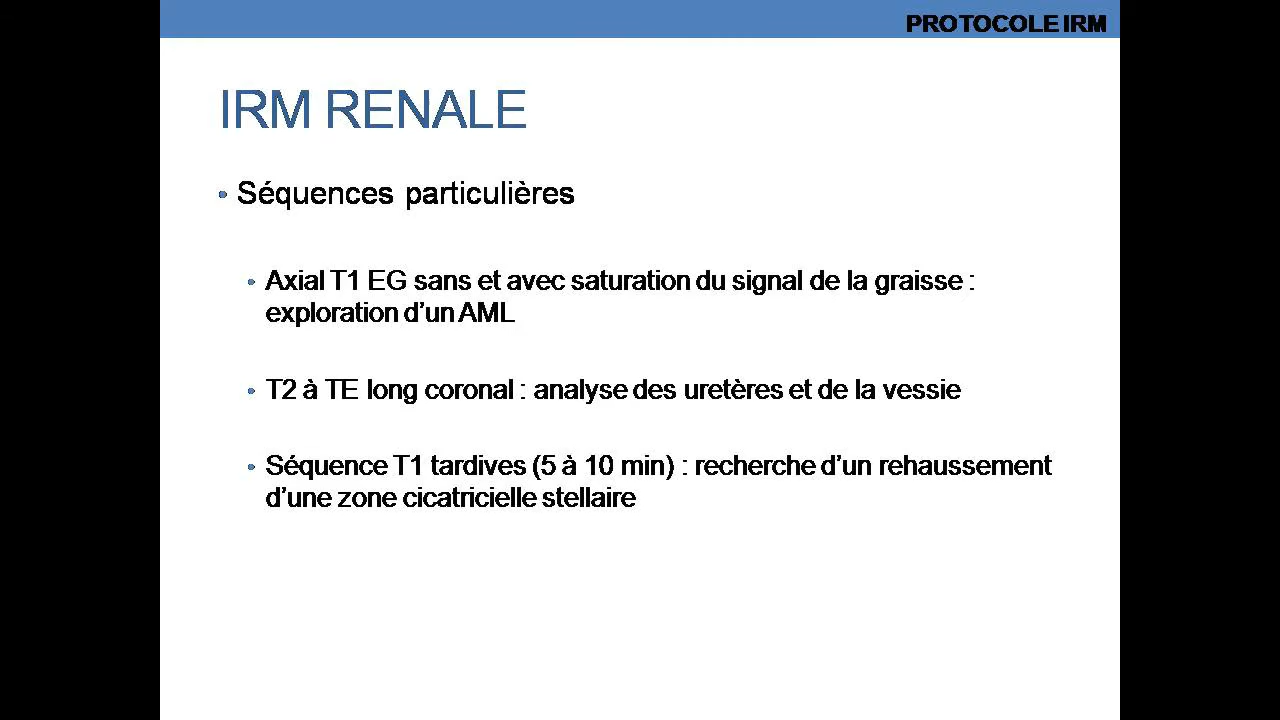 PROTOCOLE IRM
IRM RENALE
• Séquences particulières
• Axial T1 EG sans et avec saturation du signal de la graisse :
exploration d’un AML
• T2 à TE long coronal : analyse des uretères et de la vessie
• Séquence T1 tardives (5 à 10 min) : recherche d’un rehaussement
d’une zone cicatricielle stellaire